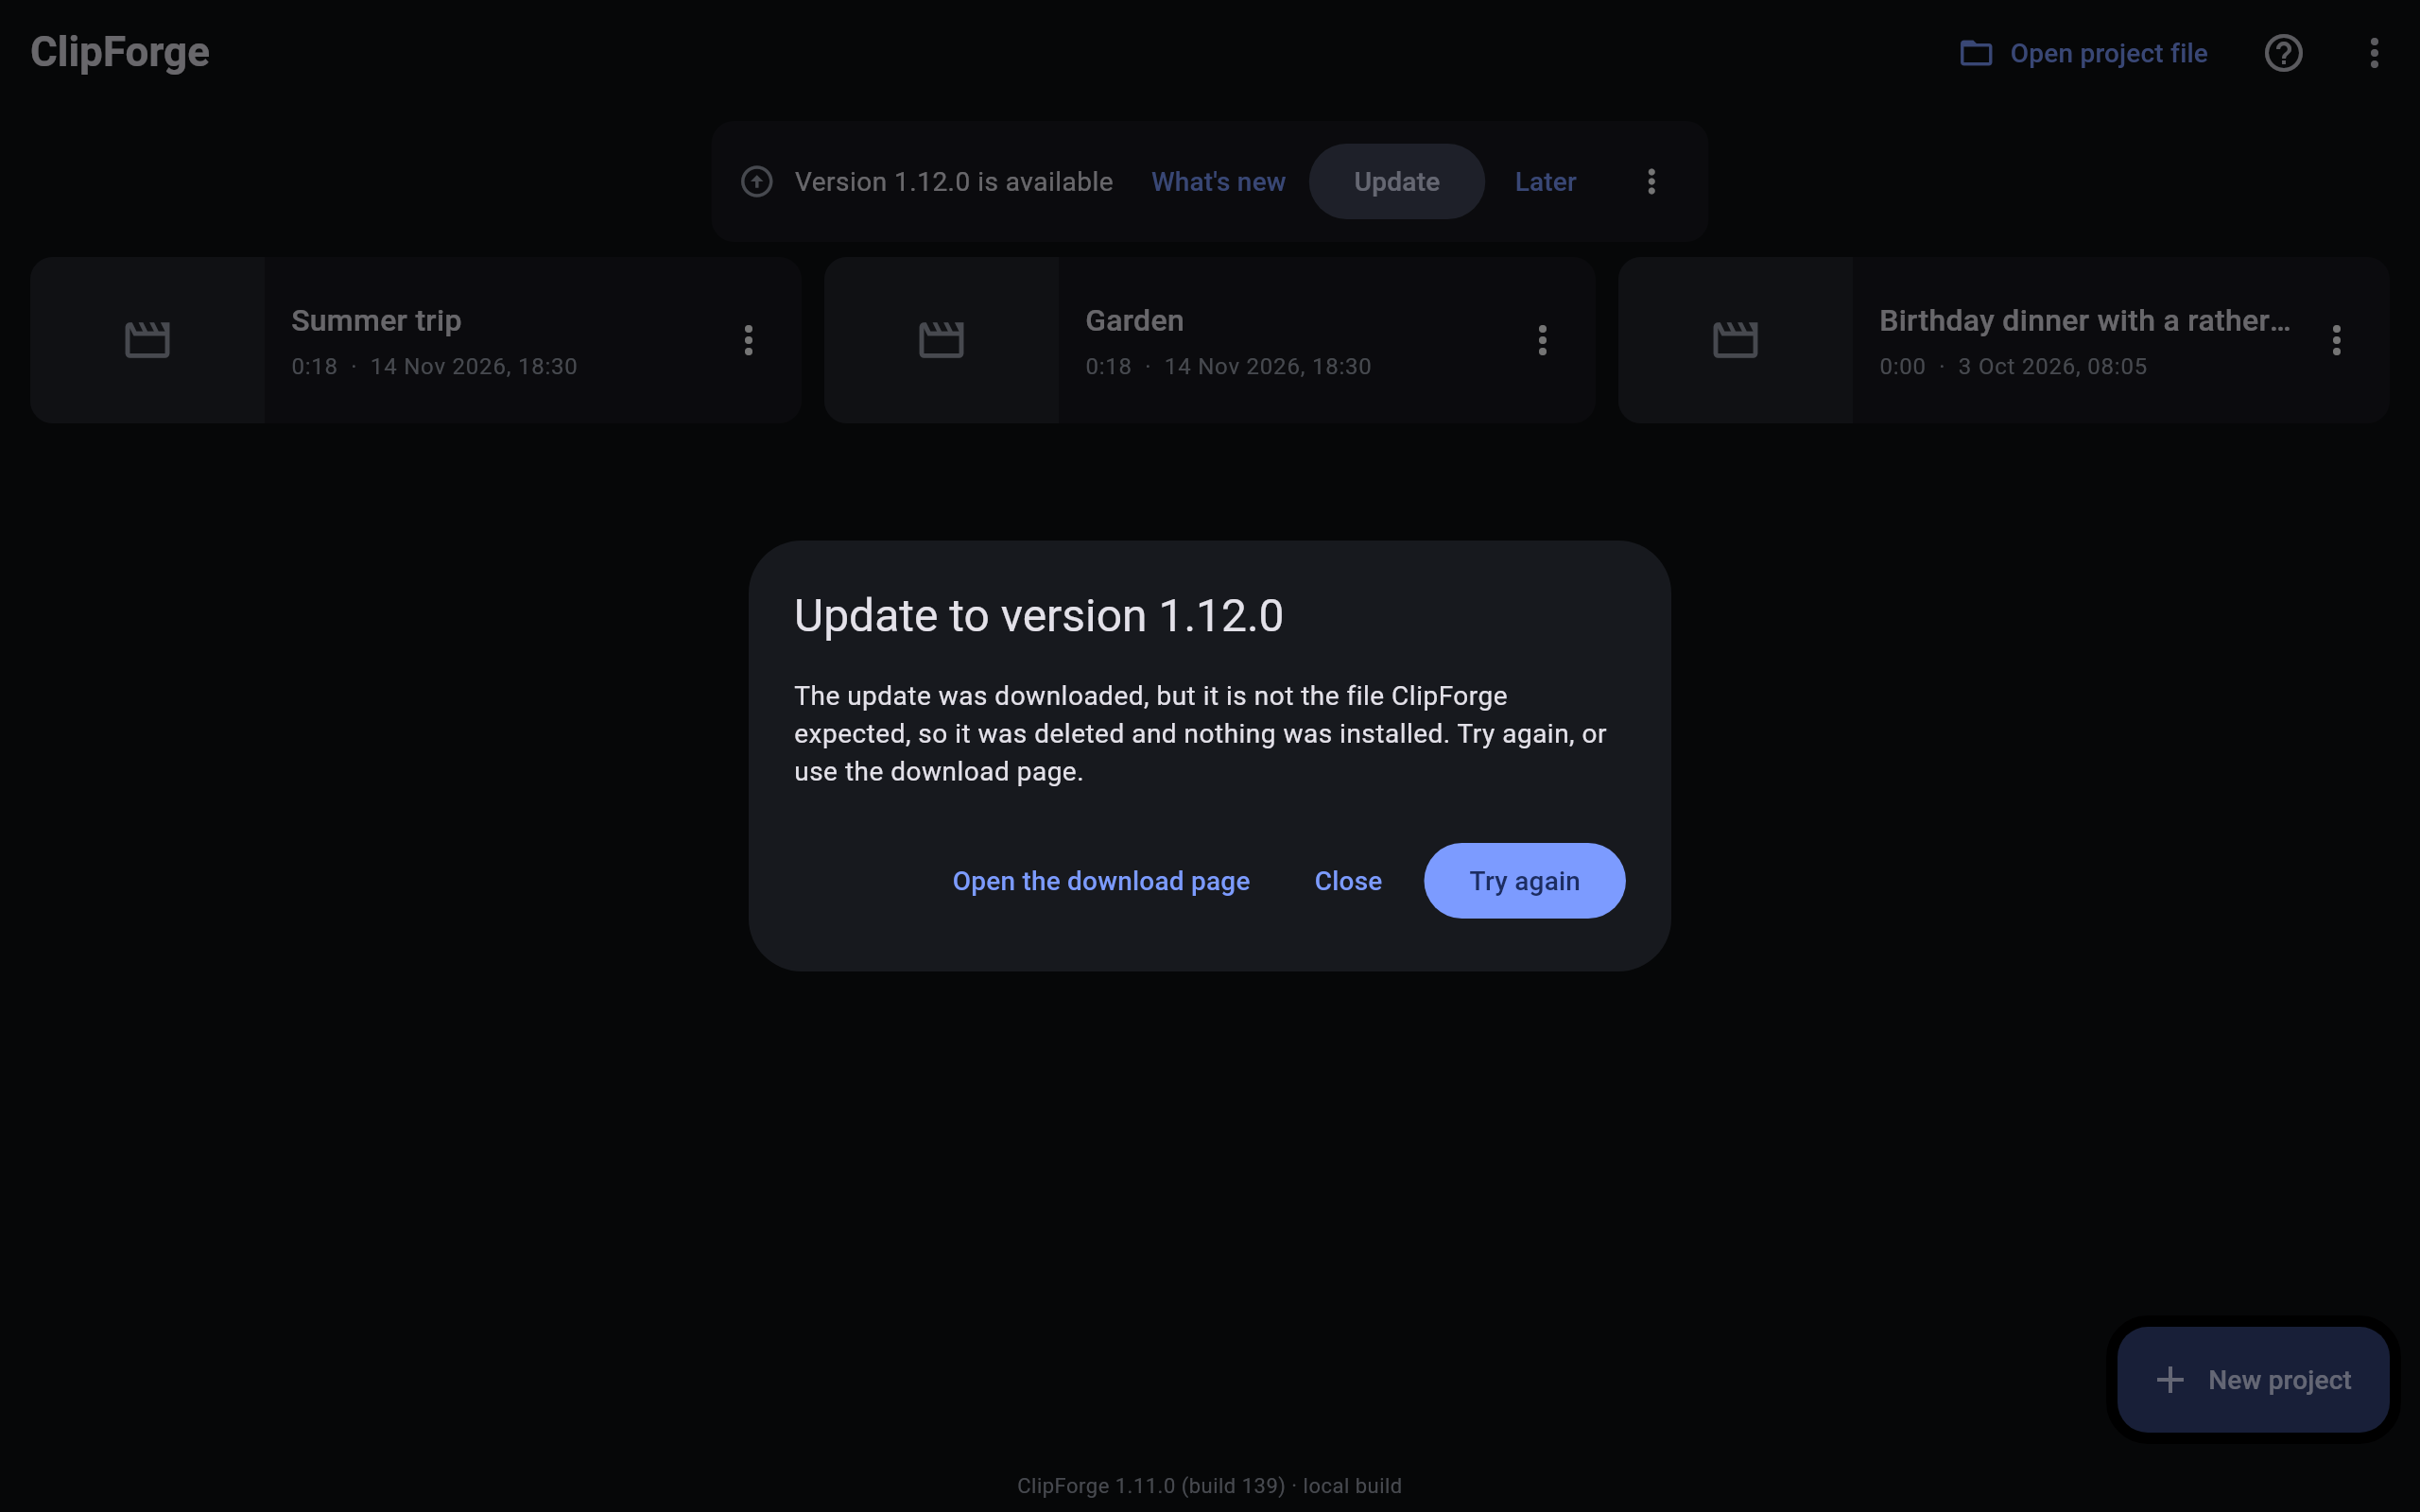 ClipForge
Open project file
Version 1.12.0 is available
What's new
Update
Later
Summer trip
0:18 · 14 Nov 2026, 18:30
Garden
0:18 · 14 Nov 2026, 18:30
Birthday dinner with a rather…
0:00 · 3 Oct 2026, 08:05
Update to version 1.12.0
The update was downloaded, but it is not the file ClipForge
expected, so it was deleted and nothing was installed. Try again, or
use the download page.
Open the download page
Close
Try again
New project
ClipForge 1.11.0 (build 139) · local build